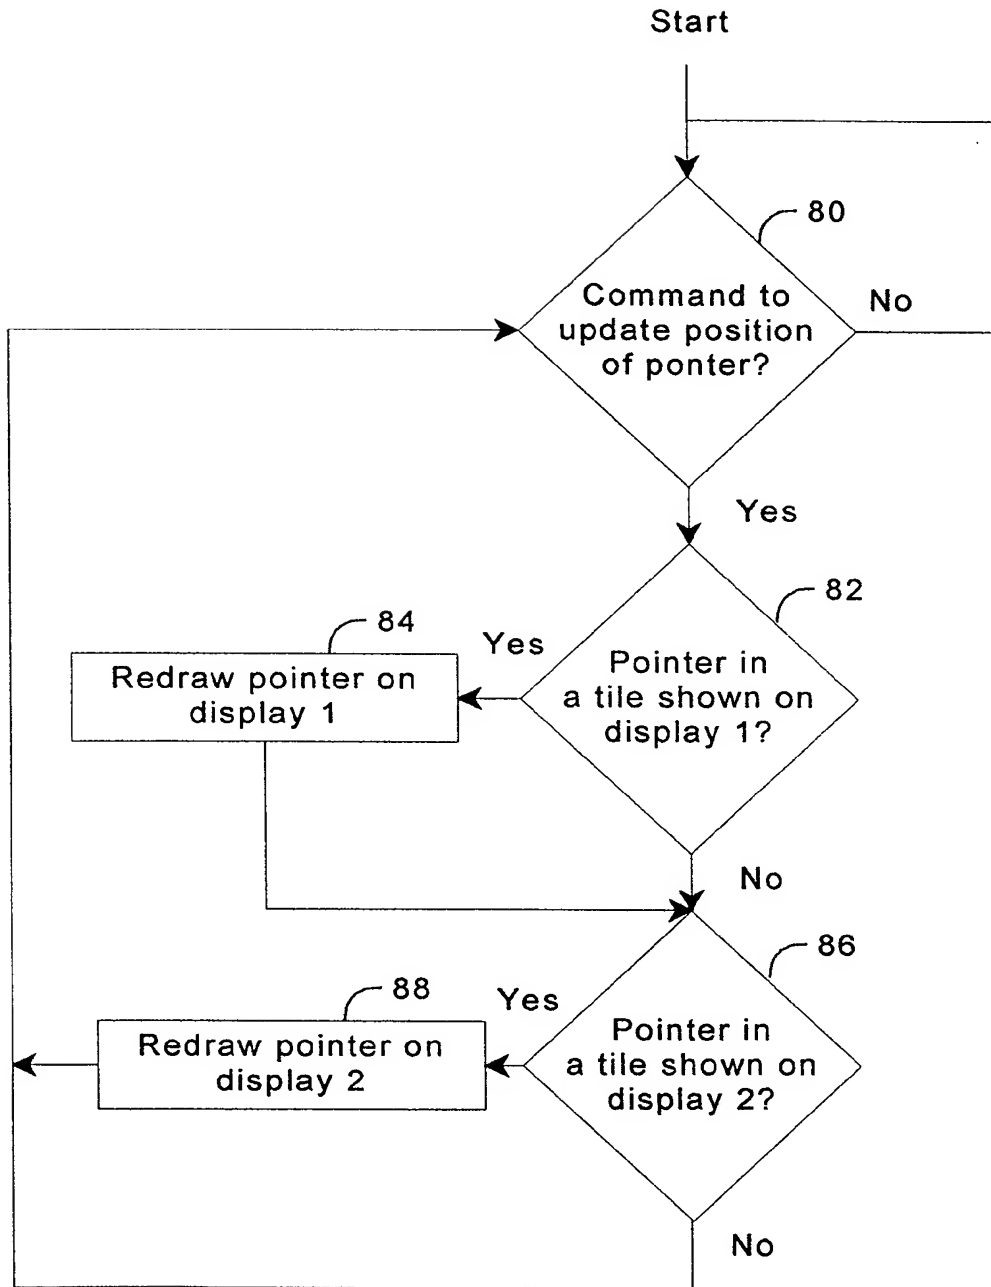 Start
80
Command to
update position
of ponter?
No
Yes
82
Pointer in
a tile shown on
display 1?
Yes
84
Redraw pointer on
display 1
No
86
Pointer in
a tile shown on
display 2?
Yes
88
Redraw pointer on
display 2
No